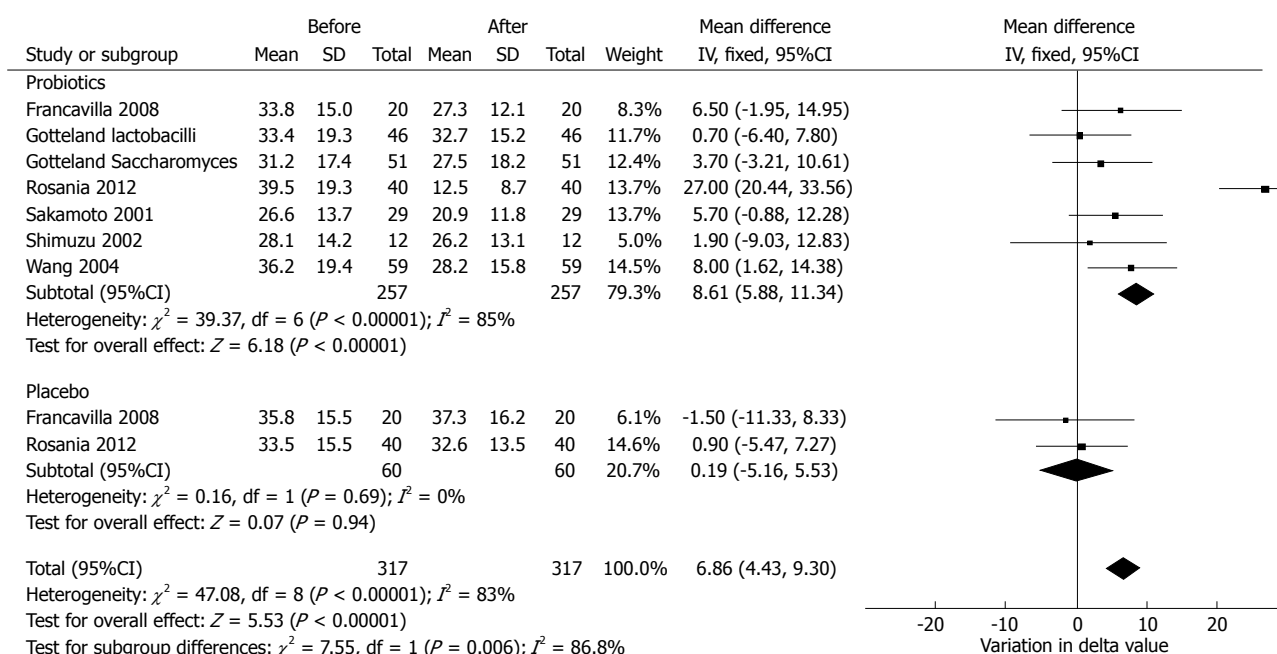 Before After Mean difference Mean difference
Study or subgroup Mean SD Total Mean SD Total Weight IV, fixed, 95%CI IV, fixed, 95%CI
Probiotics
Francavilla 2008 33.8 15.0 20 27.3 12.1 20 8.3% 6.50 (-1.95, 14.95)
Gotteland lactobacilli 33.4 19.3 46 32.7 15.2 46 11.7% 0.70 (-6.40, 7.80)
Gotteland Saccharomyces 31.2 17.4 51 27.5 18.2 51 12.4% 3.70 (-3.21, 10.61)
Rosania 2012 39.5 19.3 40 12.5 8.7 40 13.7% 27.00 (20.44, 33.56)
Sakamoto 2001 26.6 13.7 29 20.9 11.8 29 13.7% 5.70 (-0.88, 12.28)
Shimuzu 2002 28.1 14.2 12 26.2 13.1 12 5.0% 1.90 (-9.03, 12.83)
Wang 2004 36.2 19.4 59 28.2 15.8 59 14.5% 8.00 (1.62, 14.38)
Subtotal (95%CI) 257 257 79.3% 8.61 (5.88, 11.34)
Heterogeneity: χ² = 39.37, df = 6 (P < 0.00001); I² = 85%
Test for overall effect: Z = 6.18 (P < 0.00001)
Placebo
Francavilla 2008 35.8 15.5 20 37.3 16.2 20 6.1% -1.50 (-11.33, 8.33)
Rosania 2012 33.5 15.5 40 32.6 13.5 40 14.6% 0.90 (-5.47, 7.27)
Subtotal (95%CI) 60 60 20.7% 0.19 (-5.16, 5.53)
Heterogeneity: χ² = 0.16, df = 1 (P = 0.69); I² = 0%
Test for overall effect: Z = 0.07 (P = 0.94)
Total (95%CI) 317 317 100.0% 6.86 (4.43, 9.30)
Heterogeneity: χ² = 47.08, df = 8 (P < 0.00001); I² = 83%
Test for overall effect: Z = 5.53 (P < 0.00001)
Test for subgroup differences: χ² = 7.55, df = 1 (P = 0.006); I² = 86.8%
-20 -10 0 10 20
Variation in delta value